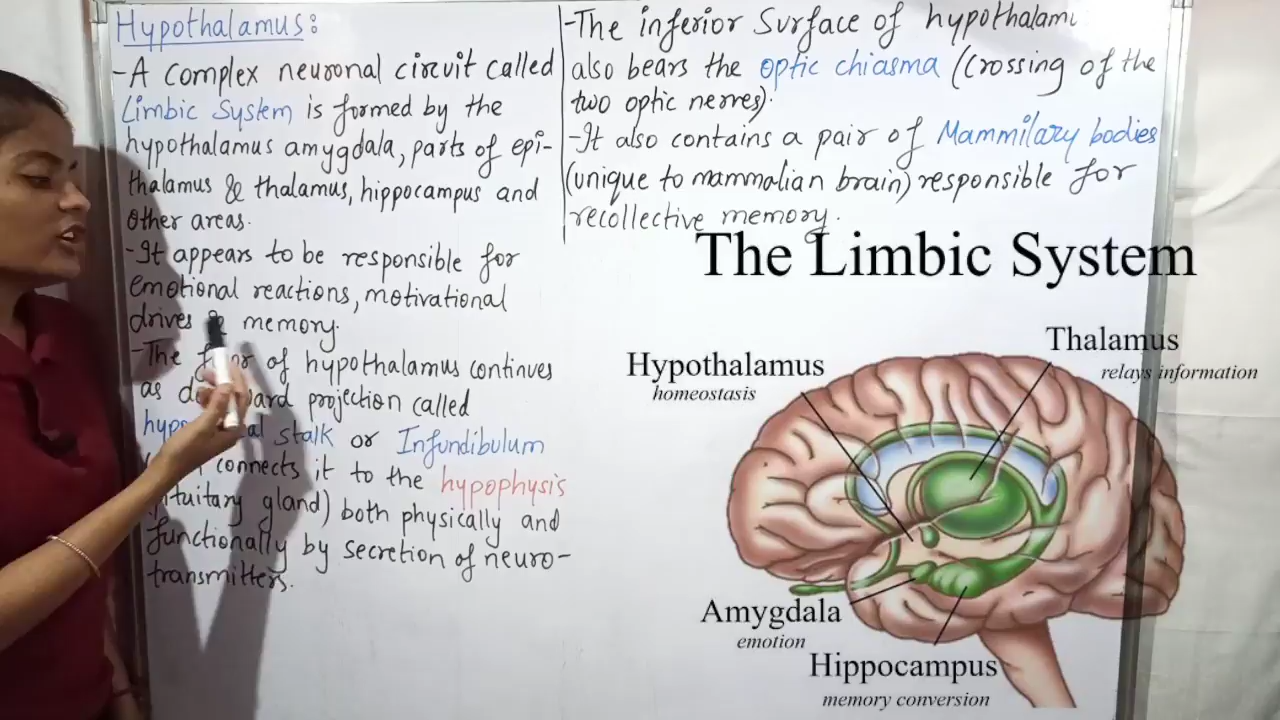 Hypothalamus:
-A complex neuronal circuit called
Limbic System is formed by the
hypothalamus amygdala, parts of epi-
thalamus & thalamus, hippocampus and
other areas.
-It appears to be responsible for
emotional reactions, motivational
drives & memory.
-The of hypothalamus continues
as projection called
stalk or Infundibulum
connects it to the hypophysis
gland) both physically and
functionally by secretion of neuro-
transmitters.
-The inferior Surface of hypothalam
also bears the optic chiasma (crossing of the
two optic nerves).
-It also contains a pair of Mammilary bodies
(unique to mammalian brain) responsible for
recollective memory.
The Limbic System
Thalamus
relays information
Hypothalamus
homeostasis
Amygdala
emotion
Hippocampus
memory conversion